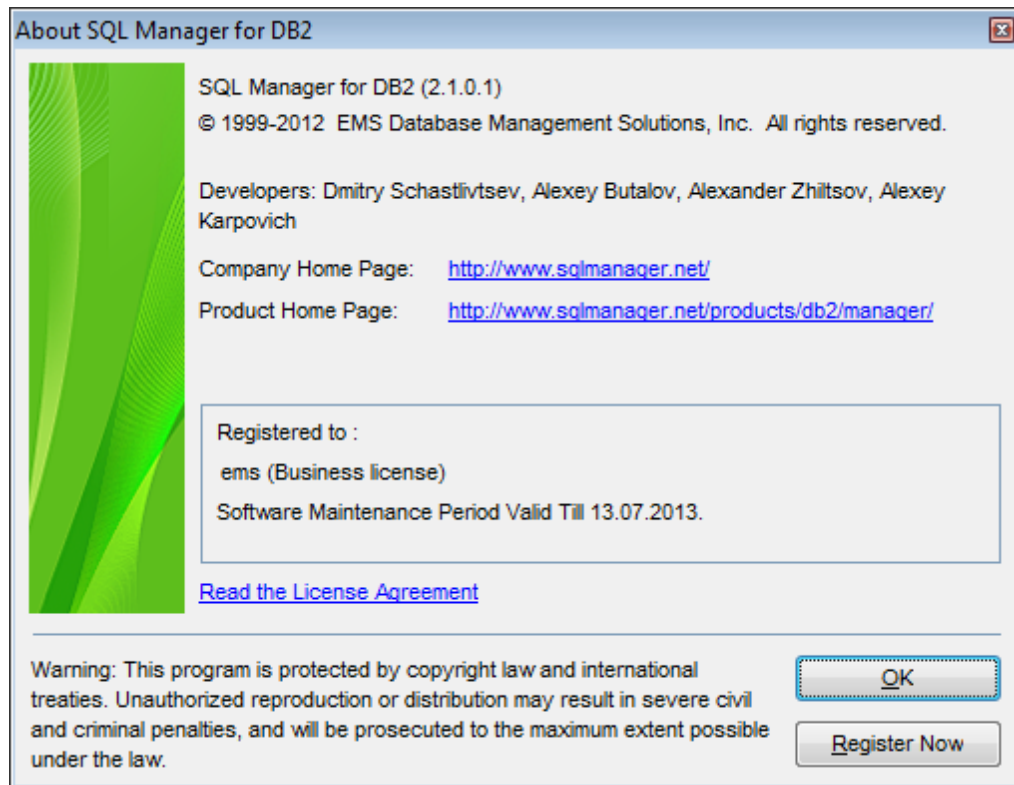 About SQL Manager for DB2
SQL Manager for DB2 (2.1.0.1)
© 1999-2012 EMS Database Management Solutions, Inc. All rights reserved.
Developers: Dmitry Schastlivtsev, Alexey Butalov, Alexander Zhiltsov, Alexey
Karpovich
Company Home Page: http://www.sqlmanager.net/
Product Home Page: http://www.sqlmanager.net/products/db2/manager/
Registered to :
ems (Business license)
Software Maintenance Period Valid Till 13.07.2013.
Read the License Agreement
Warning: This program is protected by copyright law and international
treaties. Unauthorized reproduction or distribution may result in severe civil
and criminal penalties, and will be prosecuted to the maximum extent possible
under the law.
OK
Register Now